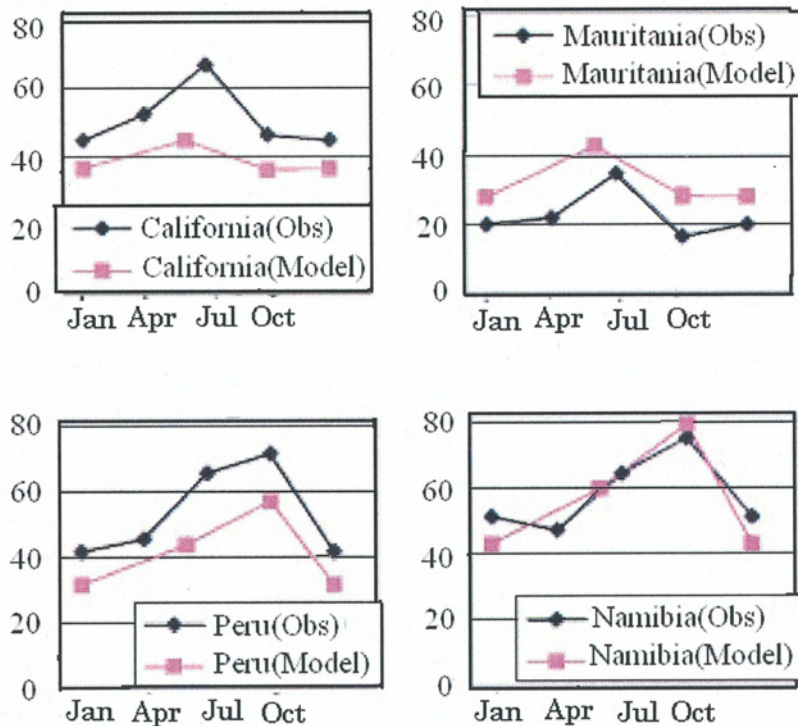 80
60
40
20
0
California(Obs)
California(Model)
Jan Apr Jul Oct
80
60
40
20
0
Mauritania(Obs)
Mauritania(Model)
Jan Apr Jul Oct
80
60
40
20
0
Peru(Obs)
Peru(Model)
Jan Apr Jul Oct
80
60
40
20
0
Namibia(Obs)
Namibia(Model)
Jan Apr Jul Oct